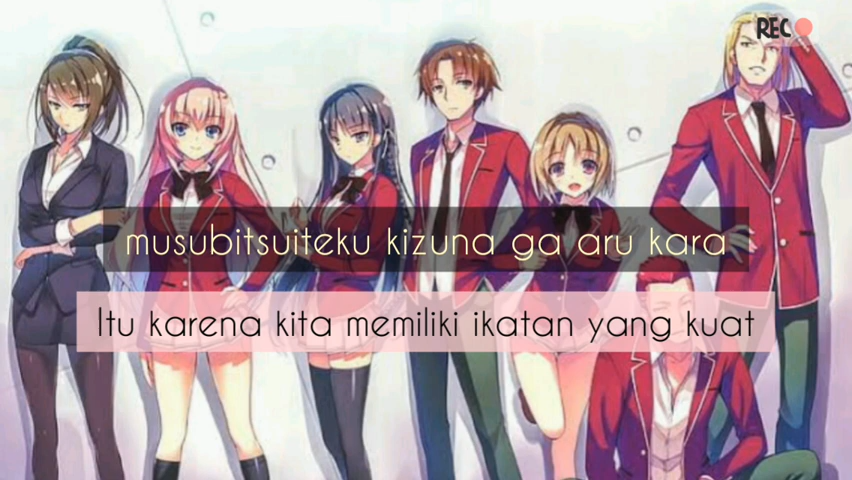 REC
musubitsuiteku kizuna ga aru kara
Itu karena kita memiliki ikatan yang kuat